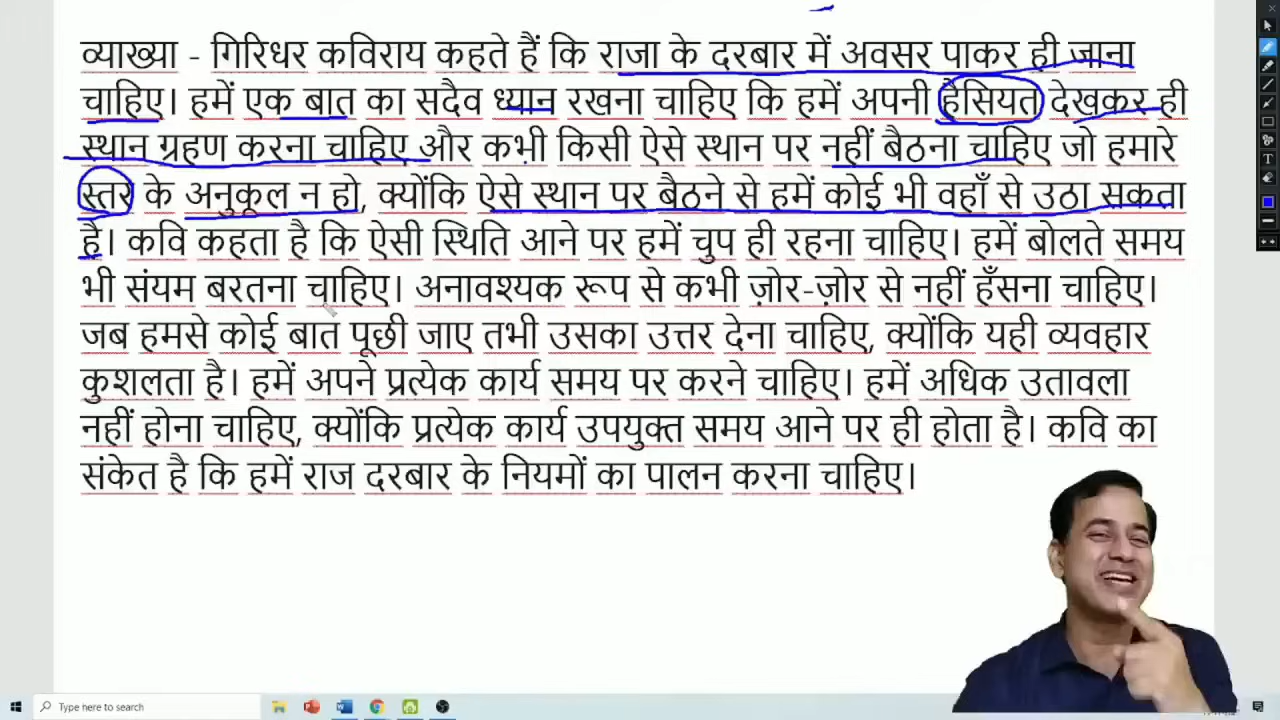 व्याख्या - गिरिधर कविराय कहते हैं कि राजा के दरबार में अवसर पाकर ही जाना
चाहिए। हमें एक बात का सदैव ध्यान रखना चाहिए कि हमें अपनी हैसियत देखकर ही
स्थान ग्रहण करना चाहिए और कभी किसी ऐसे स्थान पर नहीं बैठना चाहिए जो हमारे
स्तर के अनुकूल न हो, क्योंकि ऐसे स्थान पर बैठने से हमें कोई भी वहाँ से उठा सकता
है। कवि कहता है कि ऐसी स्थिति आने पर हमें चुप ही रहना चाहिए। हमें बोलते समय
भी संयम बरतना चाहिए। अनावश्यक रूप से कभी ज़ोर-ज़ोर से नहीं हँसना चाहिए।
जब हमसे कोई बात पूछी जाए तभी उसका उत्तर देना चाहिए, क्योंकि यही व्यवहार
कुशलता है। हमें अपने प्रत्येक कार्य समय पर करने चाहिए। हमें अधिक उतावला
नहीं होना चाहिए, क्योंकि प्रत्येक कार्य उपयुक्त समय आने पर ही होता है। कवि का
संकेत है कि हमें राज दरबार के नियमों का पालन करना चाहिए।
Type here to search